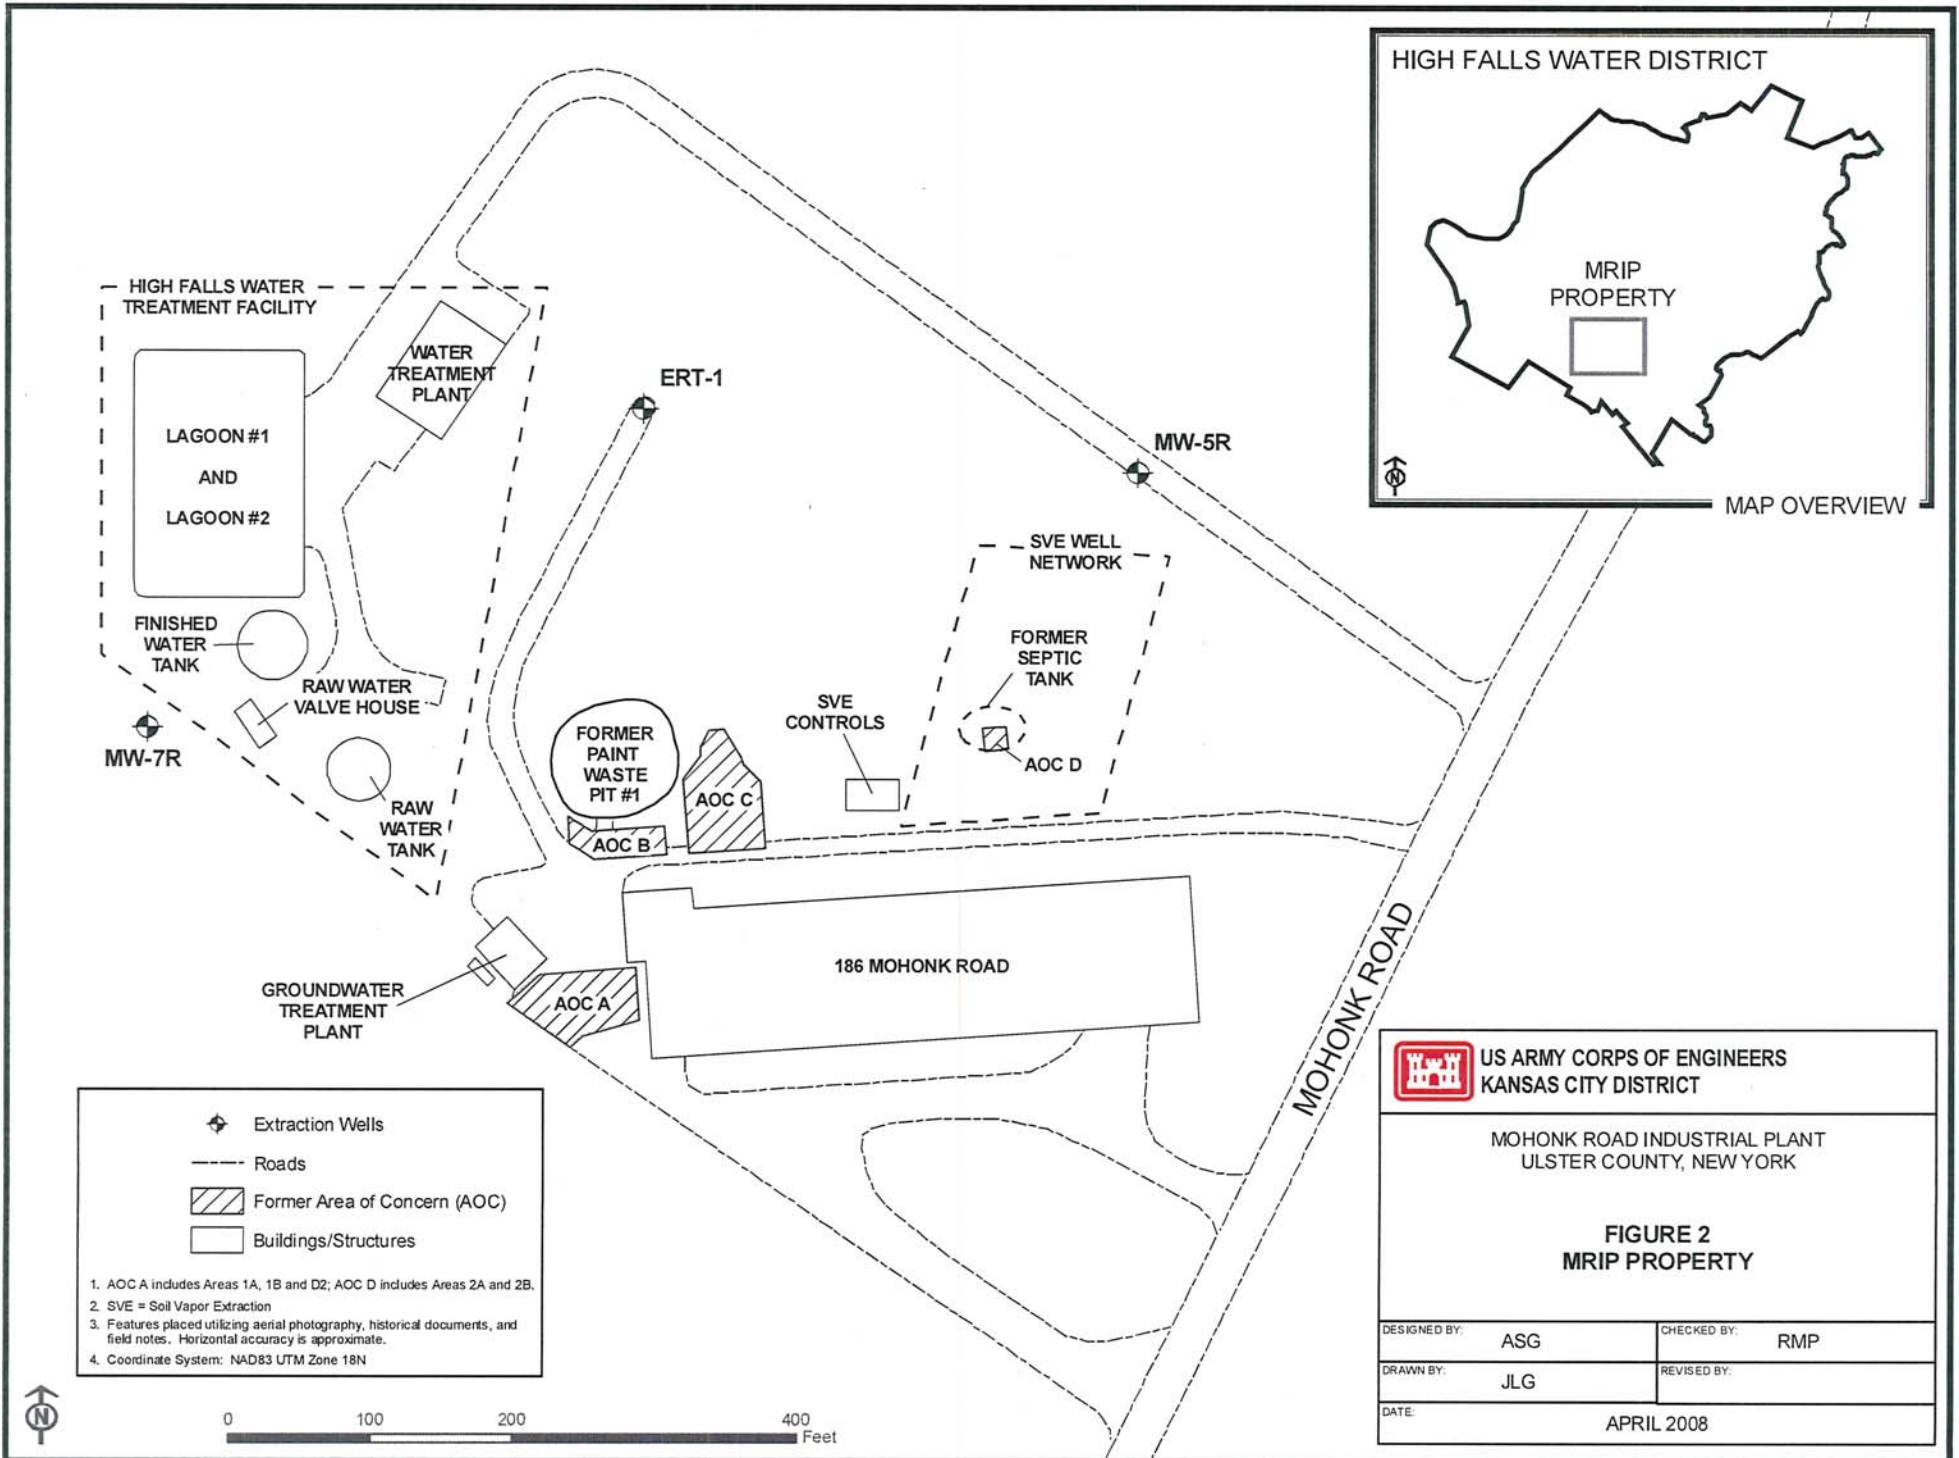 HIGH FALLS WATER DISTRICT
MRIP
PROPERTY
N
MAP OVERVIEW
HIGH FALLS WATER
TREATMENT FACILITY
WATER
TREATMENT
PLANT
ERT-1
LAGOON #1
AND
LAGOON #2
MW-5R
SVE WELL
NETWORK
FINISHED
WATER
TANK
FORMER
SEPTIC
TANK
RAW WATER
VALVE HOUSE
SVE
CONTROLS
MW-7R
FORMER
PAINT
WASTE
PIT #1
AOC D
AOC C
RAW
WATER
TANK
AOC B
186 MOHONK ROAD
MOHONK ROAD
GROUNDWATER
TREATMENT
PLANT
AOC A
Extraction Wells
Roads
Former Area of Concern (AOC)
Buildings/Structures
1. AOC A includes Areas 1A, 1B and D2; AOC D includes Areas 2A and 2B.
2. SVE = Soil Vapor Extraction
3. Features placed utilizing aerial photography, historical documents, and
field notes. Horizontal accuracy is approximate.
4. Coordinate System: NAD83 UTM Zone 18N
N
0 100 200 400
Feet
US ARMY CORPS OF ENGINEERS
KANSAS CITY DISTRICT
MOHONK ROAD INDUSTRIAL PLANT
ULSTER COUNTY, NEW YORK
FIGURE 2
MRIP PROPERTY
DESIGNED BY: ASG
CHECKED BY: RMP
DRAWN BY: JLG
REVISED BY:
DATE: APRIL 2008